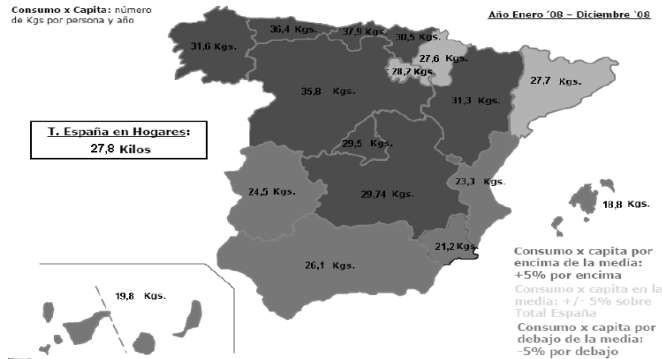 Consumo x Capita: número
de Kgs por persona y año
Año Enero '08 – Diciembre '08
36,4 Kgs.
37,9 Kgs.
30,5 Kgs.
31,6 Kgs.
27,6
Kgs.
28,2 Kgs.
27,7
Kgs.
35,8 Kgs.
31,3 Kgs.
T. España en Hogares:
27,8 Kilos
29,5 Kgs.
24,5 Kgs.
29,74 Kgs.
23,3 Kgs.
18,8 Kgs.
21,2 Kgs.
26,1 Kgs.
19,8 Kgs.
Consumo x capita por
encima de la media:
+5% por encima
Consumo x capita en la
media: +/- 5% sobre
Total España
Consumo x capita por
debajo de la media:
-5% por debajo